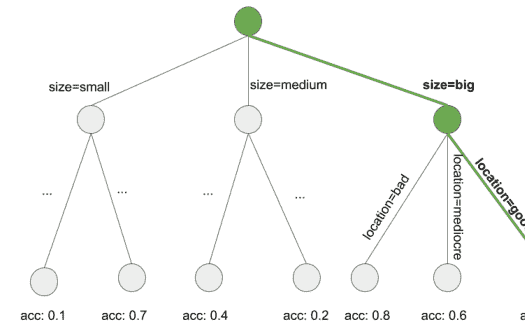 size=small
size=medium
size=big
location=bad
location=mediocre
...
...
...
...
acc: 0.1
acc: 0.7
acc: 0.4
acc: 0.2
acc: 0.8
acc: 0.6